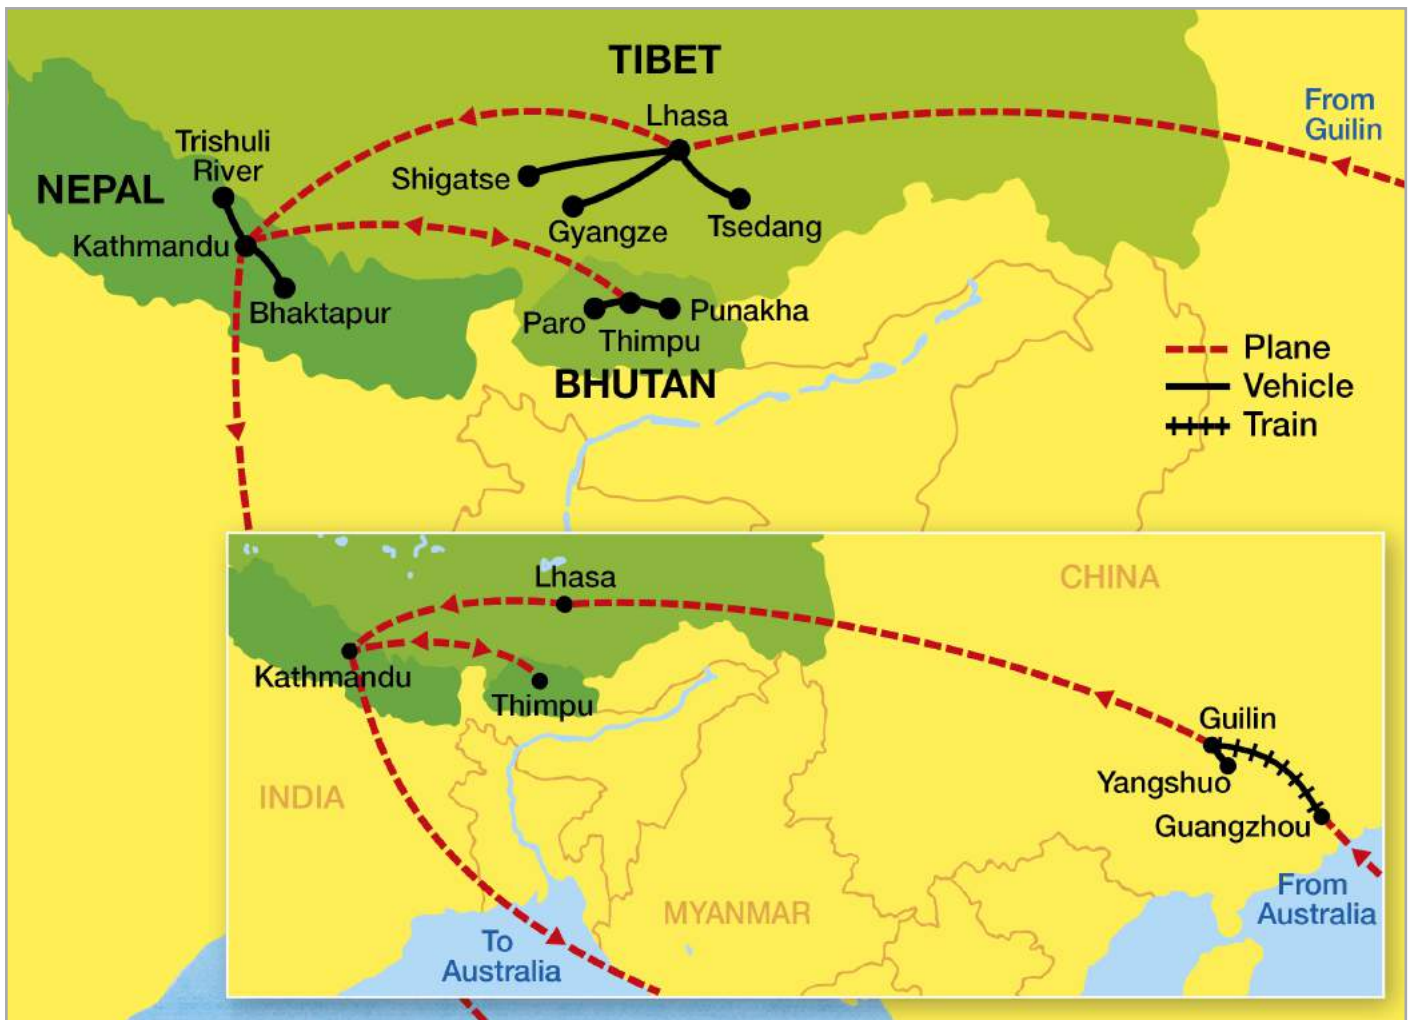 TIBET
Lhasa
From
Guilin
Trishuli
River
Shigatse
NEPAL
Gyangze
Tsedang
Kathmandu
Bhaktapur
Paro
Punakha
Thimpu
BHUTAN
Plane
Vehicle
Train
Lhasa
CHINA
Kathmandu
Thimpu
Guilin
Yangshuo
INDIA
Guangzhou
From
Australia
MYANMAR
To
Australia